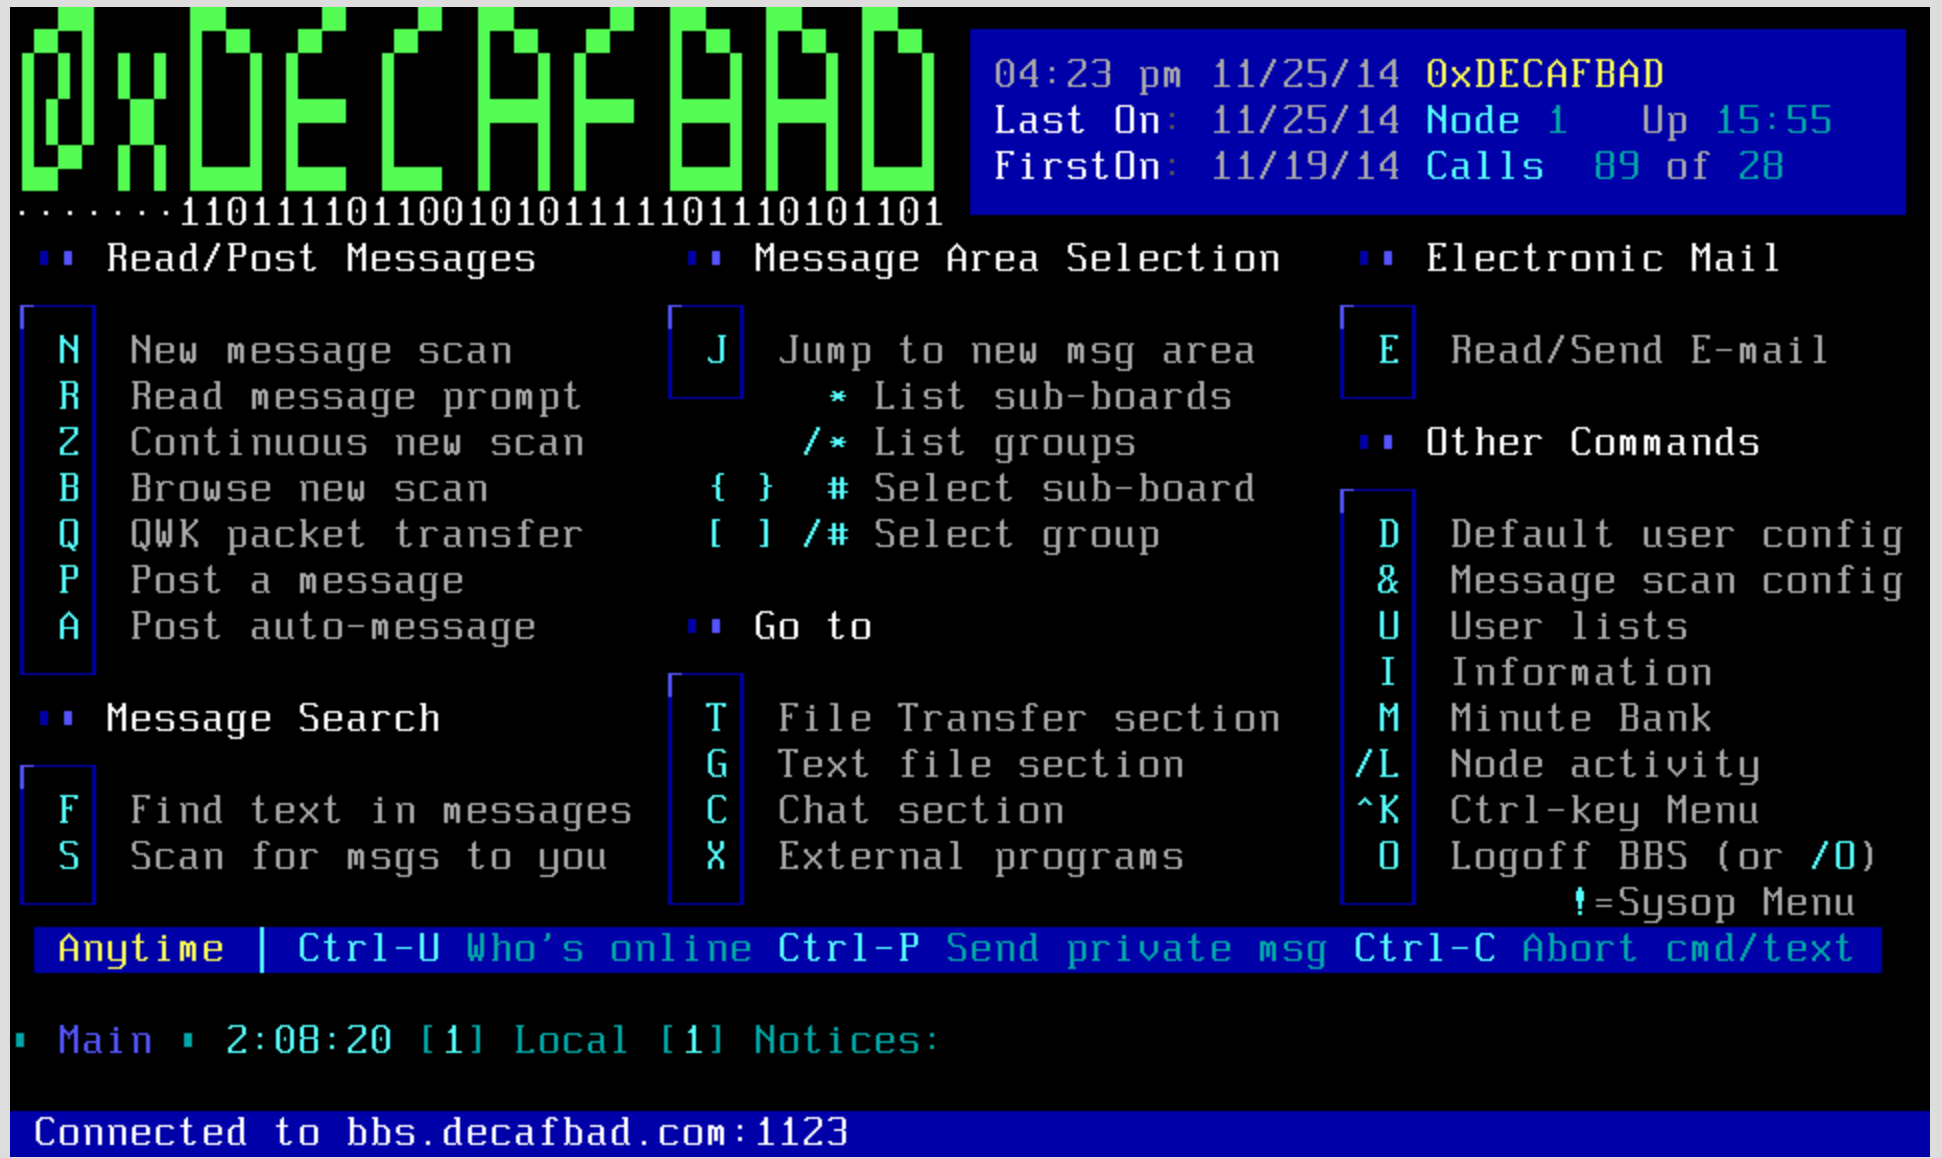 0xDECAFBAD
04:23 pm 11/25/14 0xDECAFBAD
Last On: 11/25/14 Node 1 Up 15:55
FirstOn: 11/19/14 Calls 89 of 28
·······11011110110010101111101110101101
Read/Post Messages
N New message scan
R Read message prompt
Z Continuous new scan
B Browse new scan
Q QWK packet transfer
P Post a message
A Post auto-message
Message Search
F Find text in messages
S Scan for msgs to you
Message Area Selection
J Jump to new msg area
* List sub-boards
/* List groups
{ } # Select sub-board
[ ] /# Select group
Go to
T File Transfer section
G Text file section
C Chat section
X External programs
Electronic Mail
E Read/Send E-mail
Other Commands
D Default user config
& Message scan config
U User lists
I Information
M Minute Bank
/L Node activity
^K Ctrl-key Menu
O Logoff BBS (or /O)
!=Sysop Menu
Anytime | Ctrl-U Who's online Ctrl-P Send private msg Ctrl-C Abort cmd/text
Main 2:08:20 [1] Local [1] Notices:
Connected to bbs.decafbad.com:1123